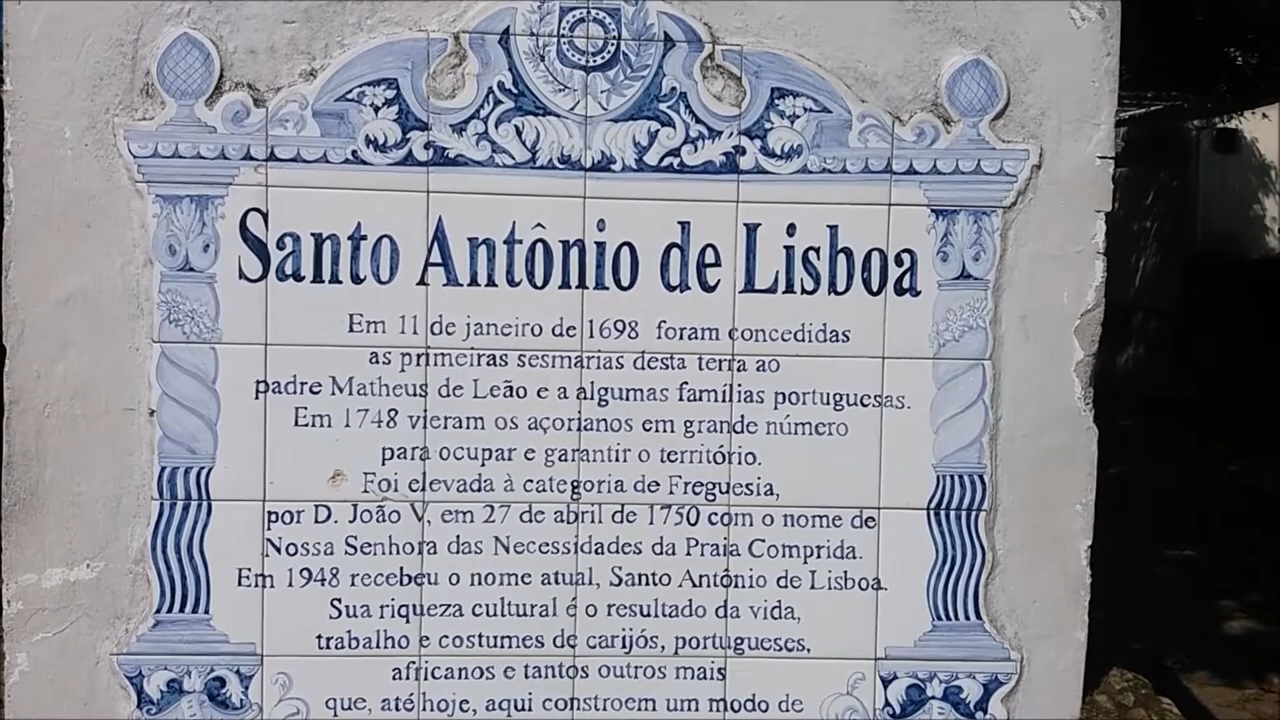 Santo Antônio de Lisboa
Em 11 de janeiro de 1698 foram concedidas
as primeiras sesmarias desta terra ao
padre Matheus de Leão e a algumas famílias portuguesas.
Em 1748 vieram os açorianos em grande número
para ocupar e garantir o território.
Foi elevada à categoria de Freguesia,
por D. João V, em 27 de abril de 1750 com o nome de
Nossa Senhora das Necessidades da Praia Comprida.
Em 1948 recebeu o nome atual, Santo Antônio de Lisboa.
Sua riqueza cultural é o resultado da vida,
trabalho e costumes de carijós, portugueses,
africanos e tantos outros mais
que, até hoje, aqui constroem um modo de